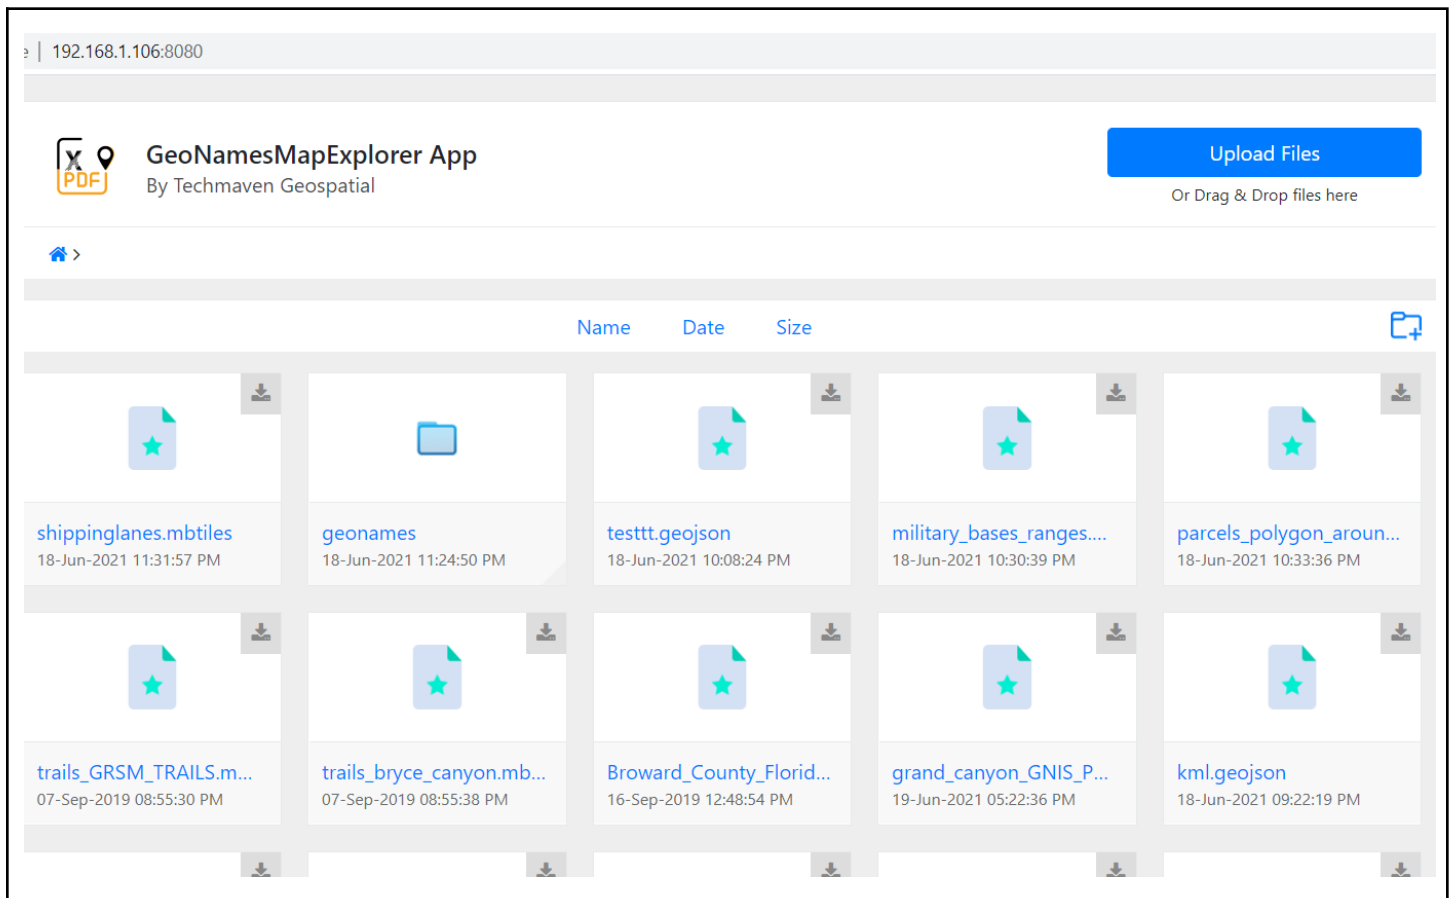 192.168.1.106:8080
X
PDF
GeoNamesMapExplorer App
By Techmaven Geospatial
Upload Files
Or Drag & Drop files here
>
Name Date Size
shippinglanes.mbtiles
18-Jun-2021 11:31:57 PM
geonames
18-Jun-2021 11:24:50 PM
testtt.geojson
18-Jun-2021 10:08:24 PM
military_bases_ranges....
18-Jun-2021 10:30:39 PM
parcels_polygon_aroun...
18-Jun-2021 10:33:36 PM
trails_GRSM_TRAILS.m...
07-Sep-2019 08:55:30 PM
trails_bryce_canyon.mb...
07-Sep-2019 08:55:38 PM
Broward_County_Florid...
16-Sep-2019 12:48:54 PM
grand_canyon_GNIS_P...
19-Jun-2021 05:22:36 PM
kml.geojson
18-Jun-2021 09:22:19 PM